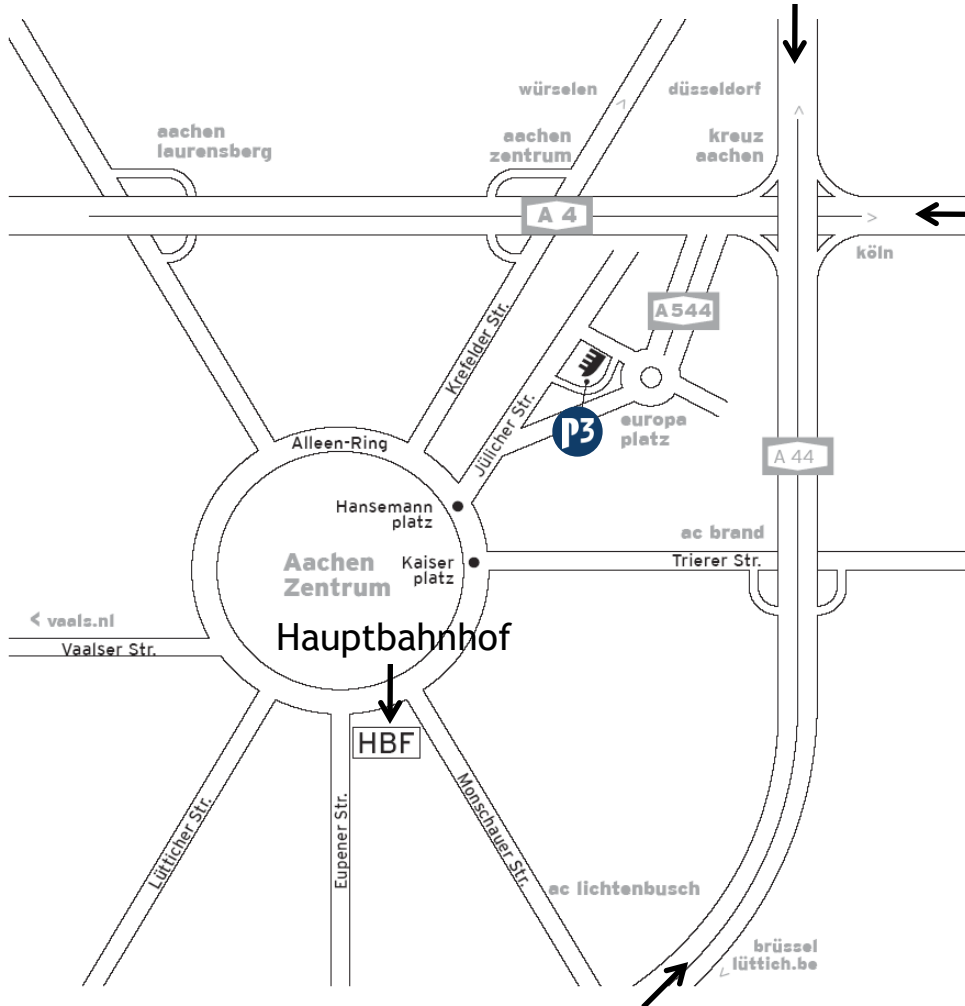 würselen
düsseldorf
aachen
laurensberg
aachen
zentrum
kreuz
aachen
A 4
>
köln
A 544
Krefelder Str.
Jülicher Str.
P3
europa
platz
Alleen-Ring
A 44
Hansemann
platz
ac brand
Aachen
Zentrum
Kaiser
platz
Trierer Str.
< vaals.nl
Vaalser Str.
Hauptbahnhof
HBF
Lütticher Str.
Eupener Str.
Monschauer Str.
ac lichtenbusch
brüssel
lüttich.be